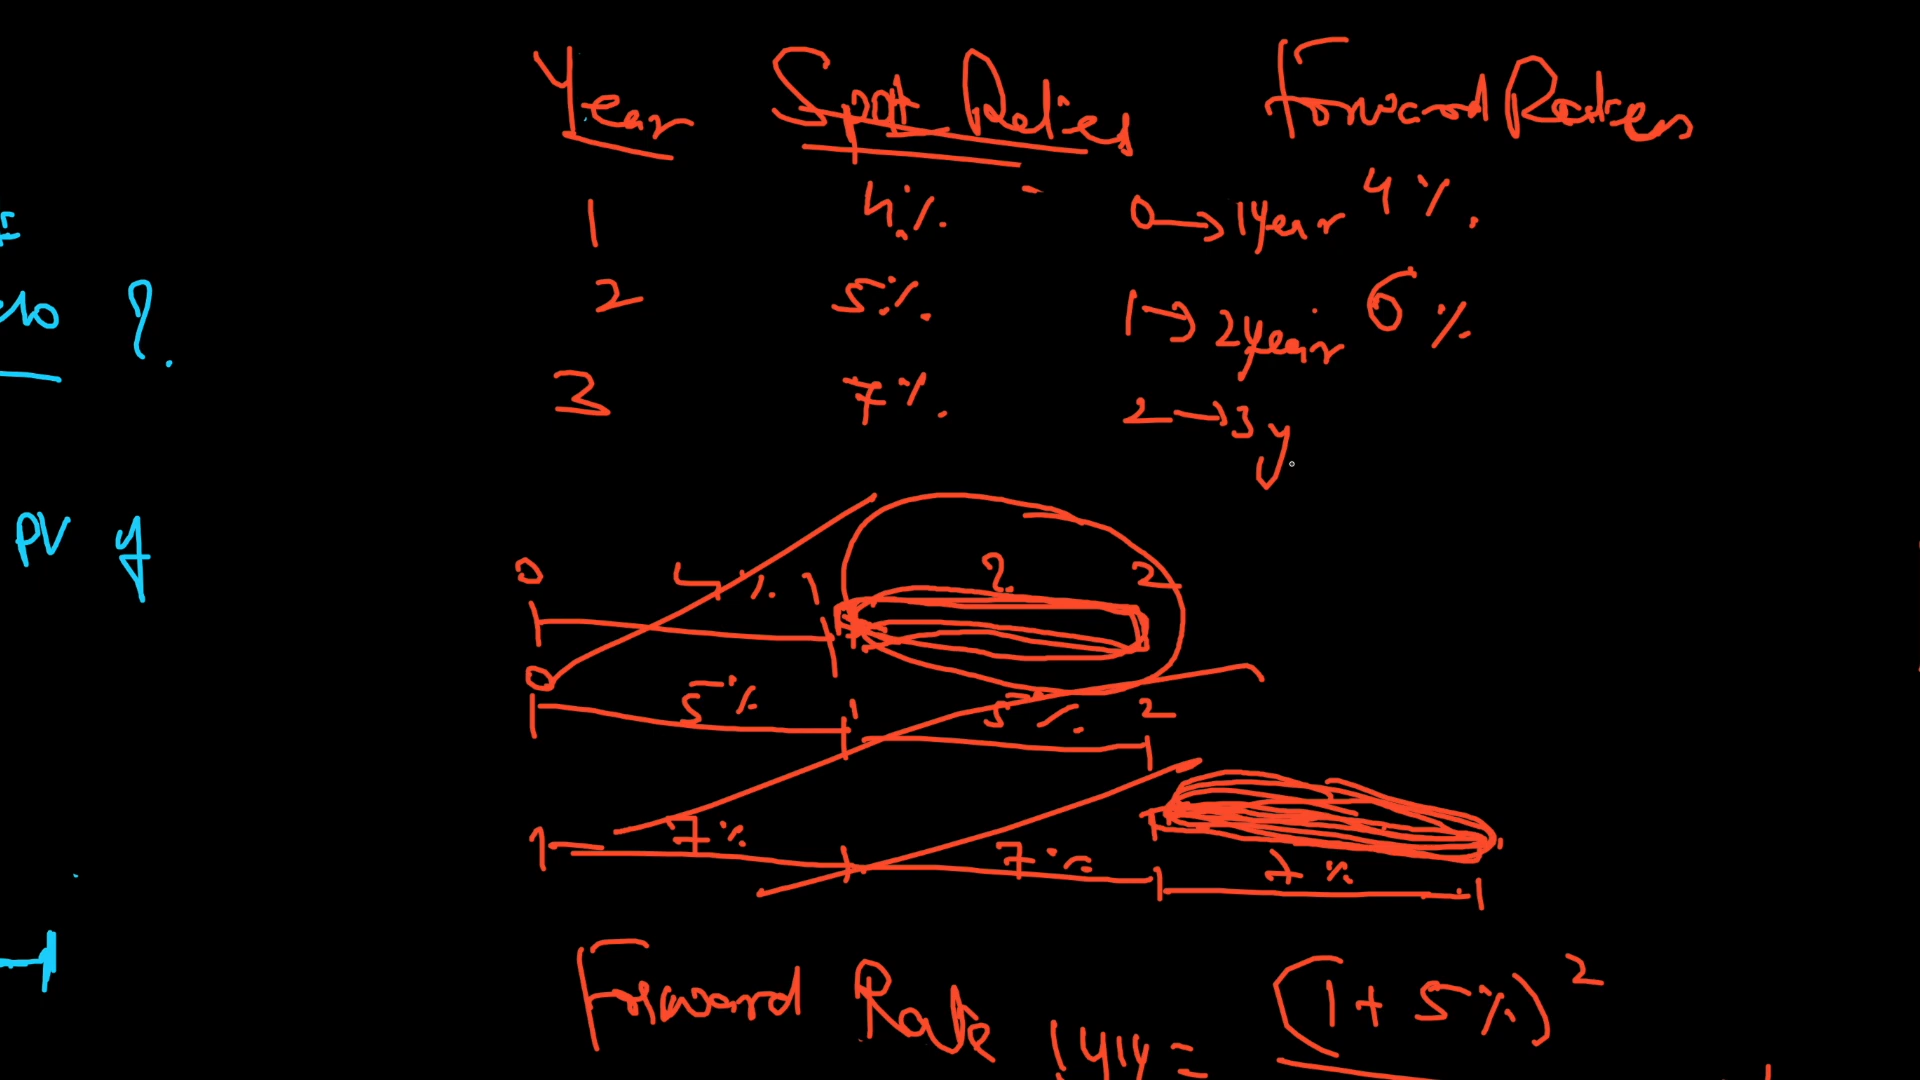 Year Spot Rates Forward Rates
1 4% 0→1year 4%.
2 5% 1→2year 6%
3 7% 2→3y
?
PV of
0 4% 1 ? 2
0 5% 1 5% 2
7% 7% 7%
Forward Rate 1y1y = (1+5%)²